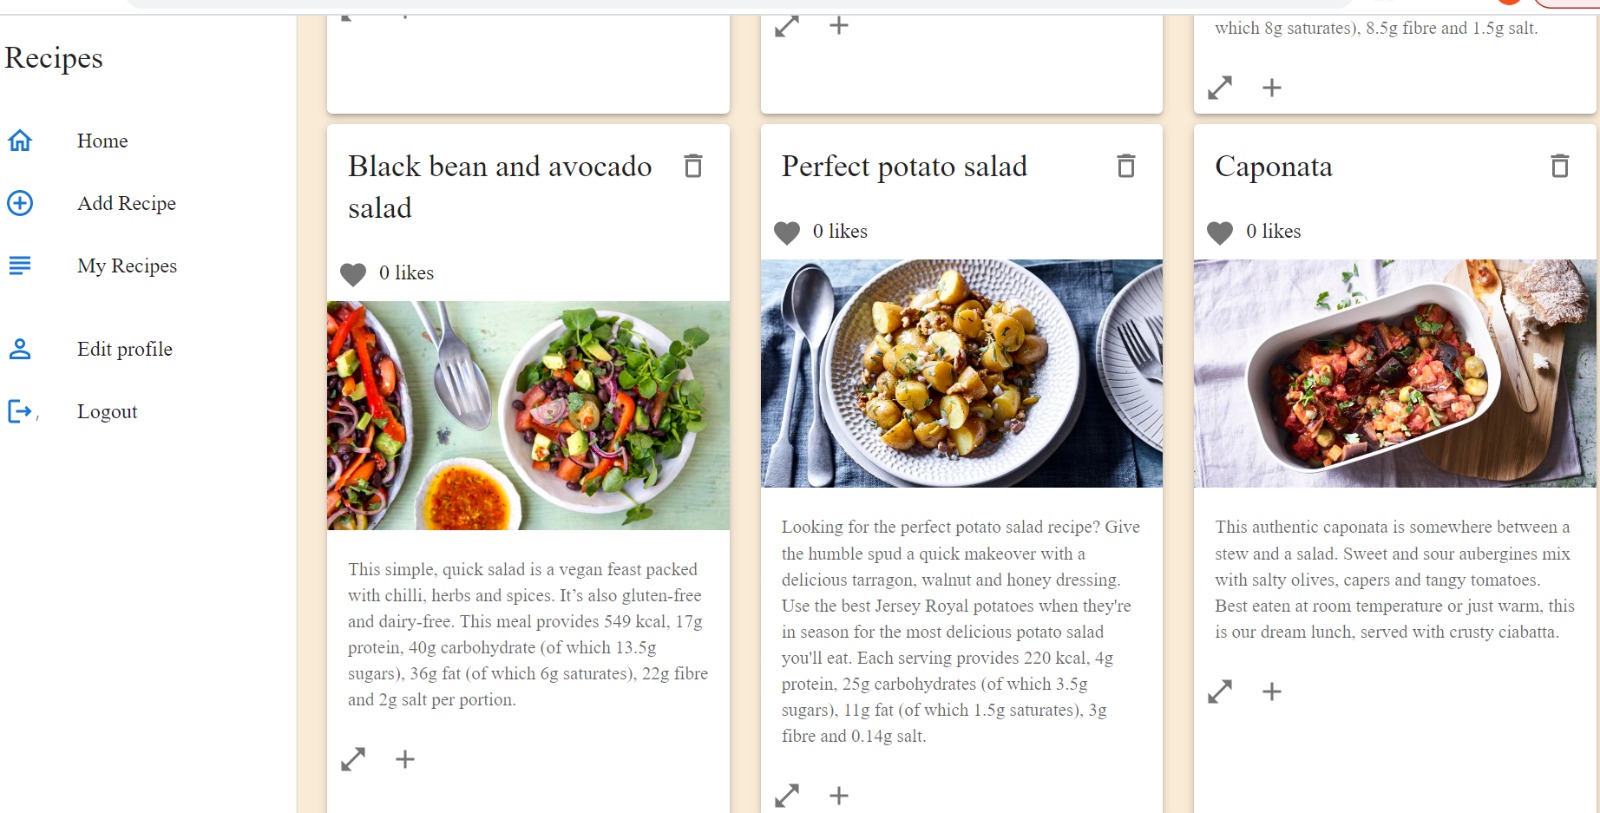 Recipes
Home
Add Recipe
My Recipes
Edit profile
Logout
which 8g saturates), 8.5g fibre and 1.5g salt.
Black bean and avocado
salad
0 likes
This simple, quick salad is a vegan feast packed
with chilli, herbs and spices. It’s also gluten-free
and dairy-free. This meal provides 549 kcal, 17g
protein, 40g carbohydrate (of which 13.5g
sugars), 36g fat (of which 6g saturates), 22g fibre
and 2g salt per portion.
Perfect potato salad
0 likes
Looking for the perfect potato salad recipe? Give
the humble spud a quick makeover with a
delicious tarragon, walnut and honey dressing.
Use the best Jersey Royal potatoes when they're
in season for the most delicious potato salad
you'll eat. Each serving provides 220 kcal, 4g
protein, 25g carbohydrates (of which 3.5g
sugars), 11g fat (of which 1.5g saturates), 3g
fibre and 0.14g salt.
Caponata
0 likes
This authentic caponata is somewhere between a
stew and a salad. Sweet and sour aubergines mix
with salty olives, capers and tangy tomatoes.
Best eaten at room temperature or just warm, this
is our dream lunch, served with crusty ciabatta.